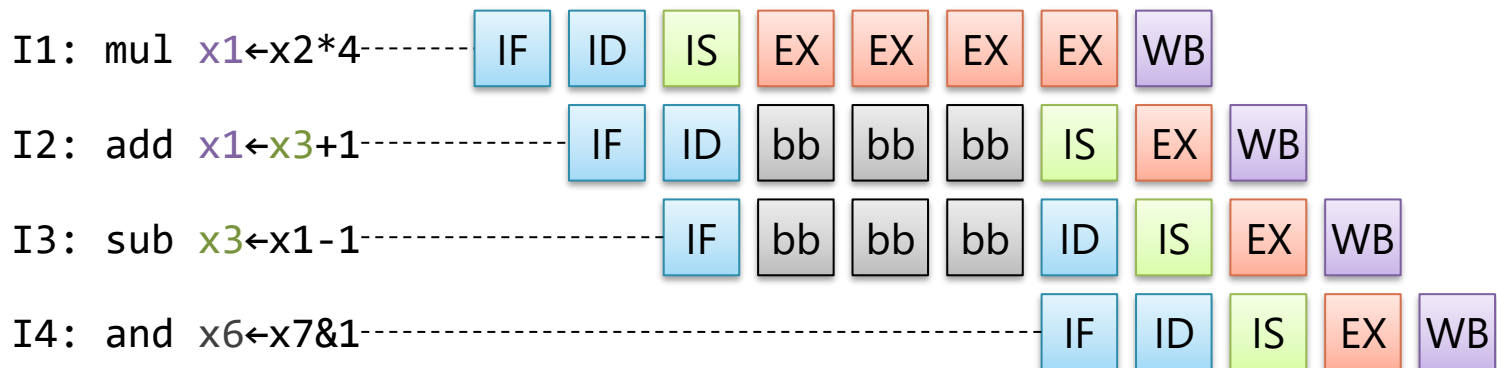 I1: mul x1←x2*4 IF ID IS EX EX EX EX WB
I2: add x1←x3+1 IF ID bb bb bb IS EX WB
I3: sub x3←x1-1 IF bb bb bb ID IS EX WB
I4: and x6←x7&1 IF ID IS EX WB